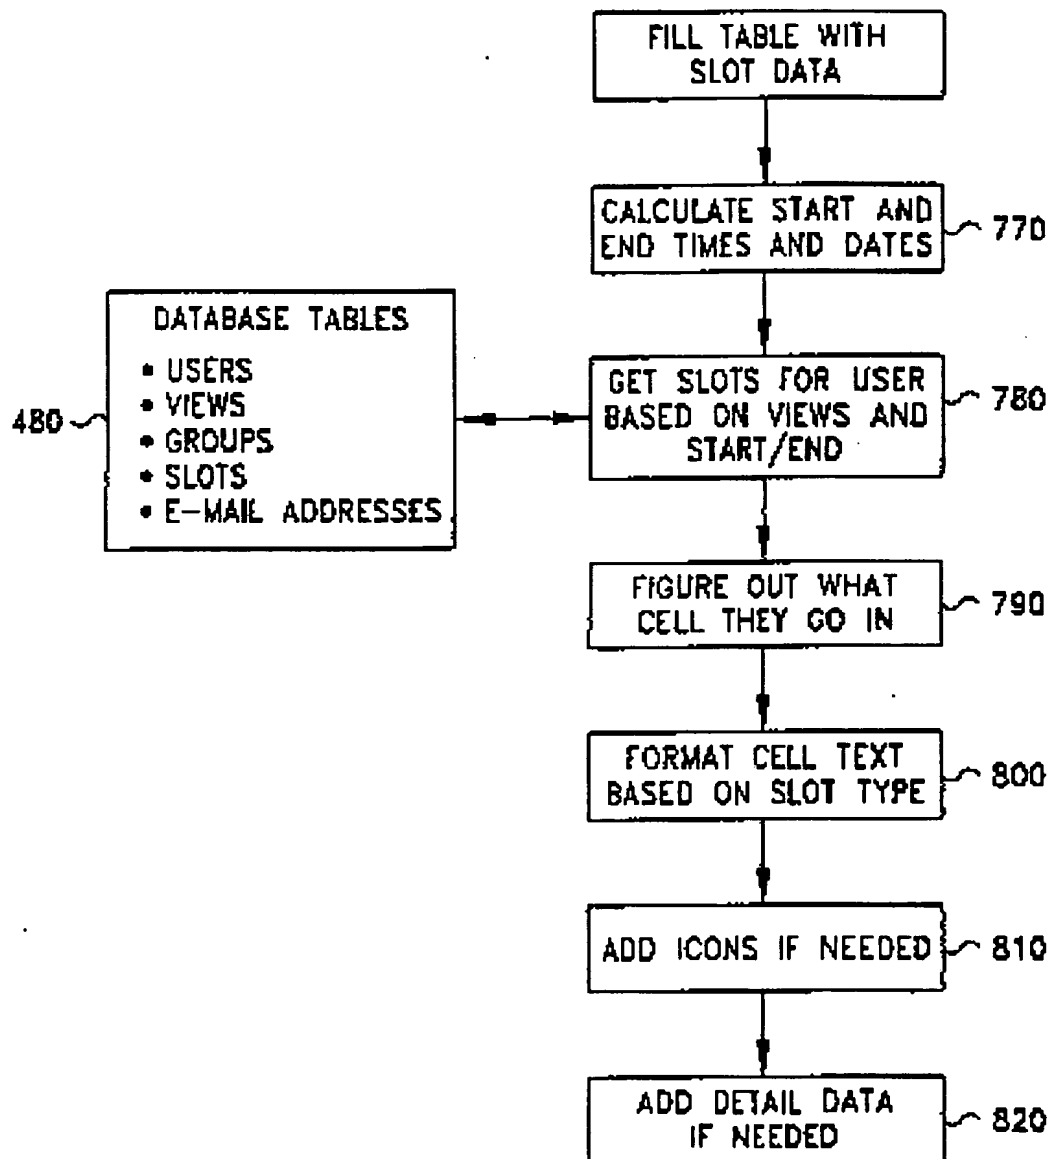 FILL TABLE WITH
SLOT DATA
CALCULATE START AND
END TIMES AND DATES
770
DATABASE TABLES
• USERS
• VIEWS
• GROUPS
• SLOTS
• E-MAIL ADDRESSES
480
GET SLOTS FOR USER
BASED ON VIEWS AND
START/END
780
FIGURE OUT WHAT
CELL THEY GO IN
790
FORMAT CELL TEXT
BASED ON SLOT TYPE
800
ADD ICONS IF NEEDED
810
ADD DETAIL DATA
IF NEEDED
820